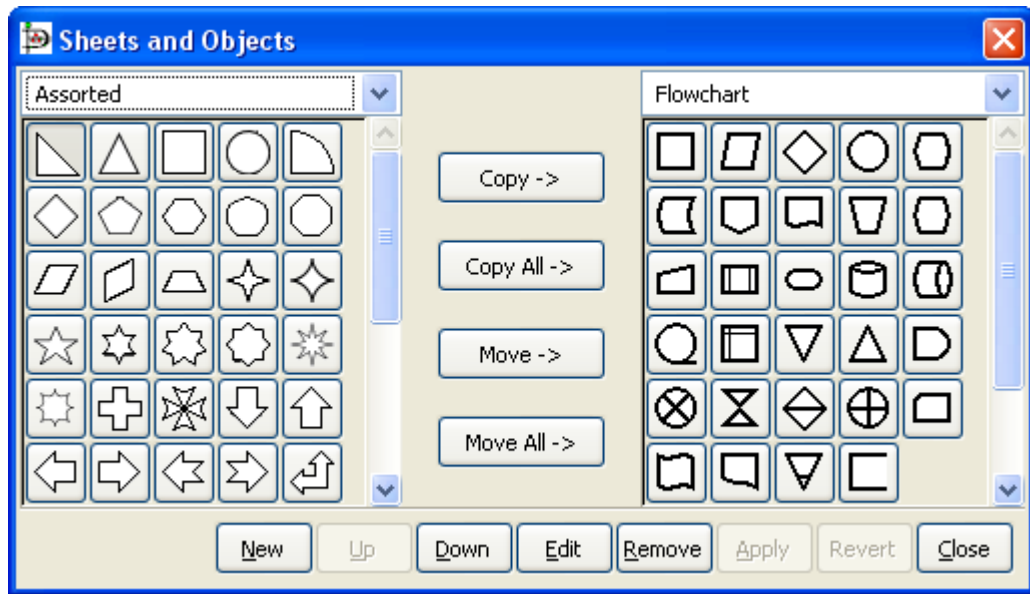 Sheets and Objects
Assorted
Flowchart
Copy ->
Copy All ->
Move ->
Move All ->
New Up Down Edit Remove Apply Revert Close